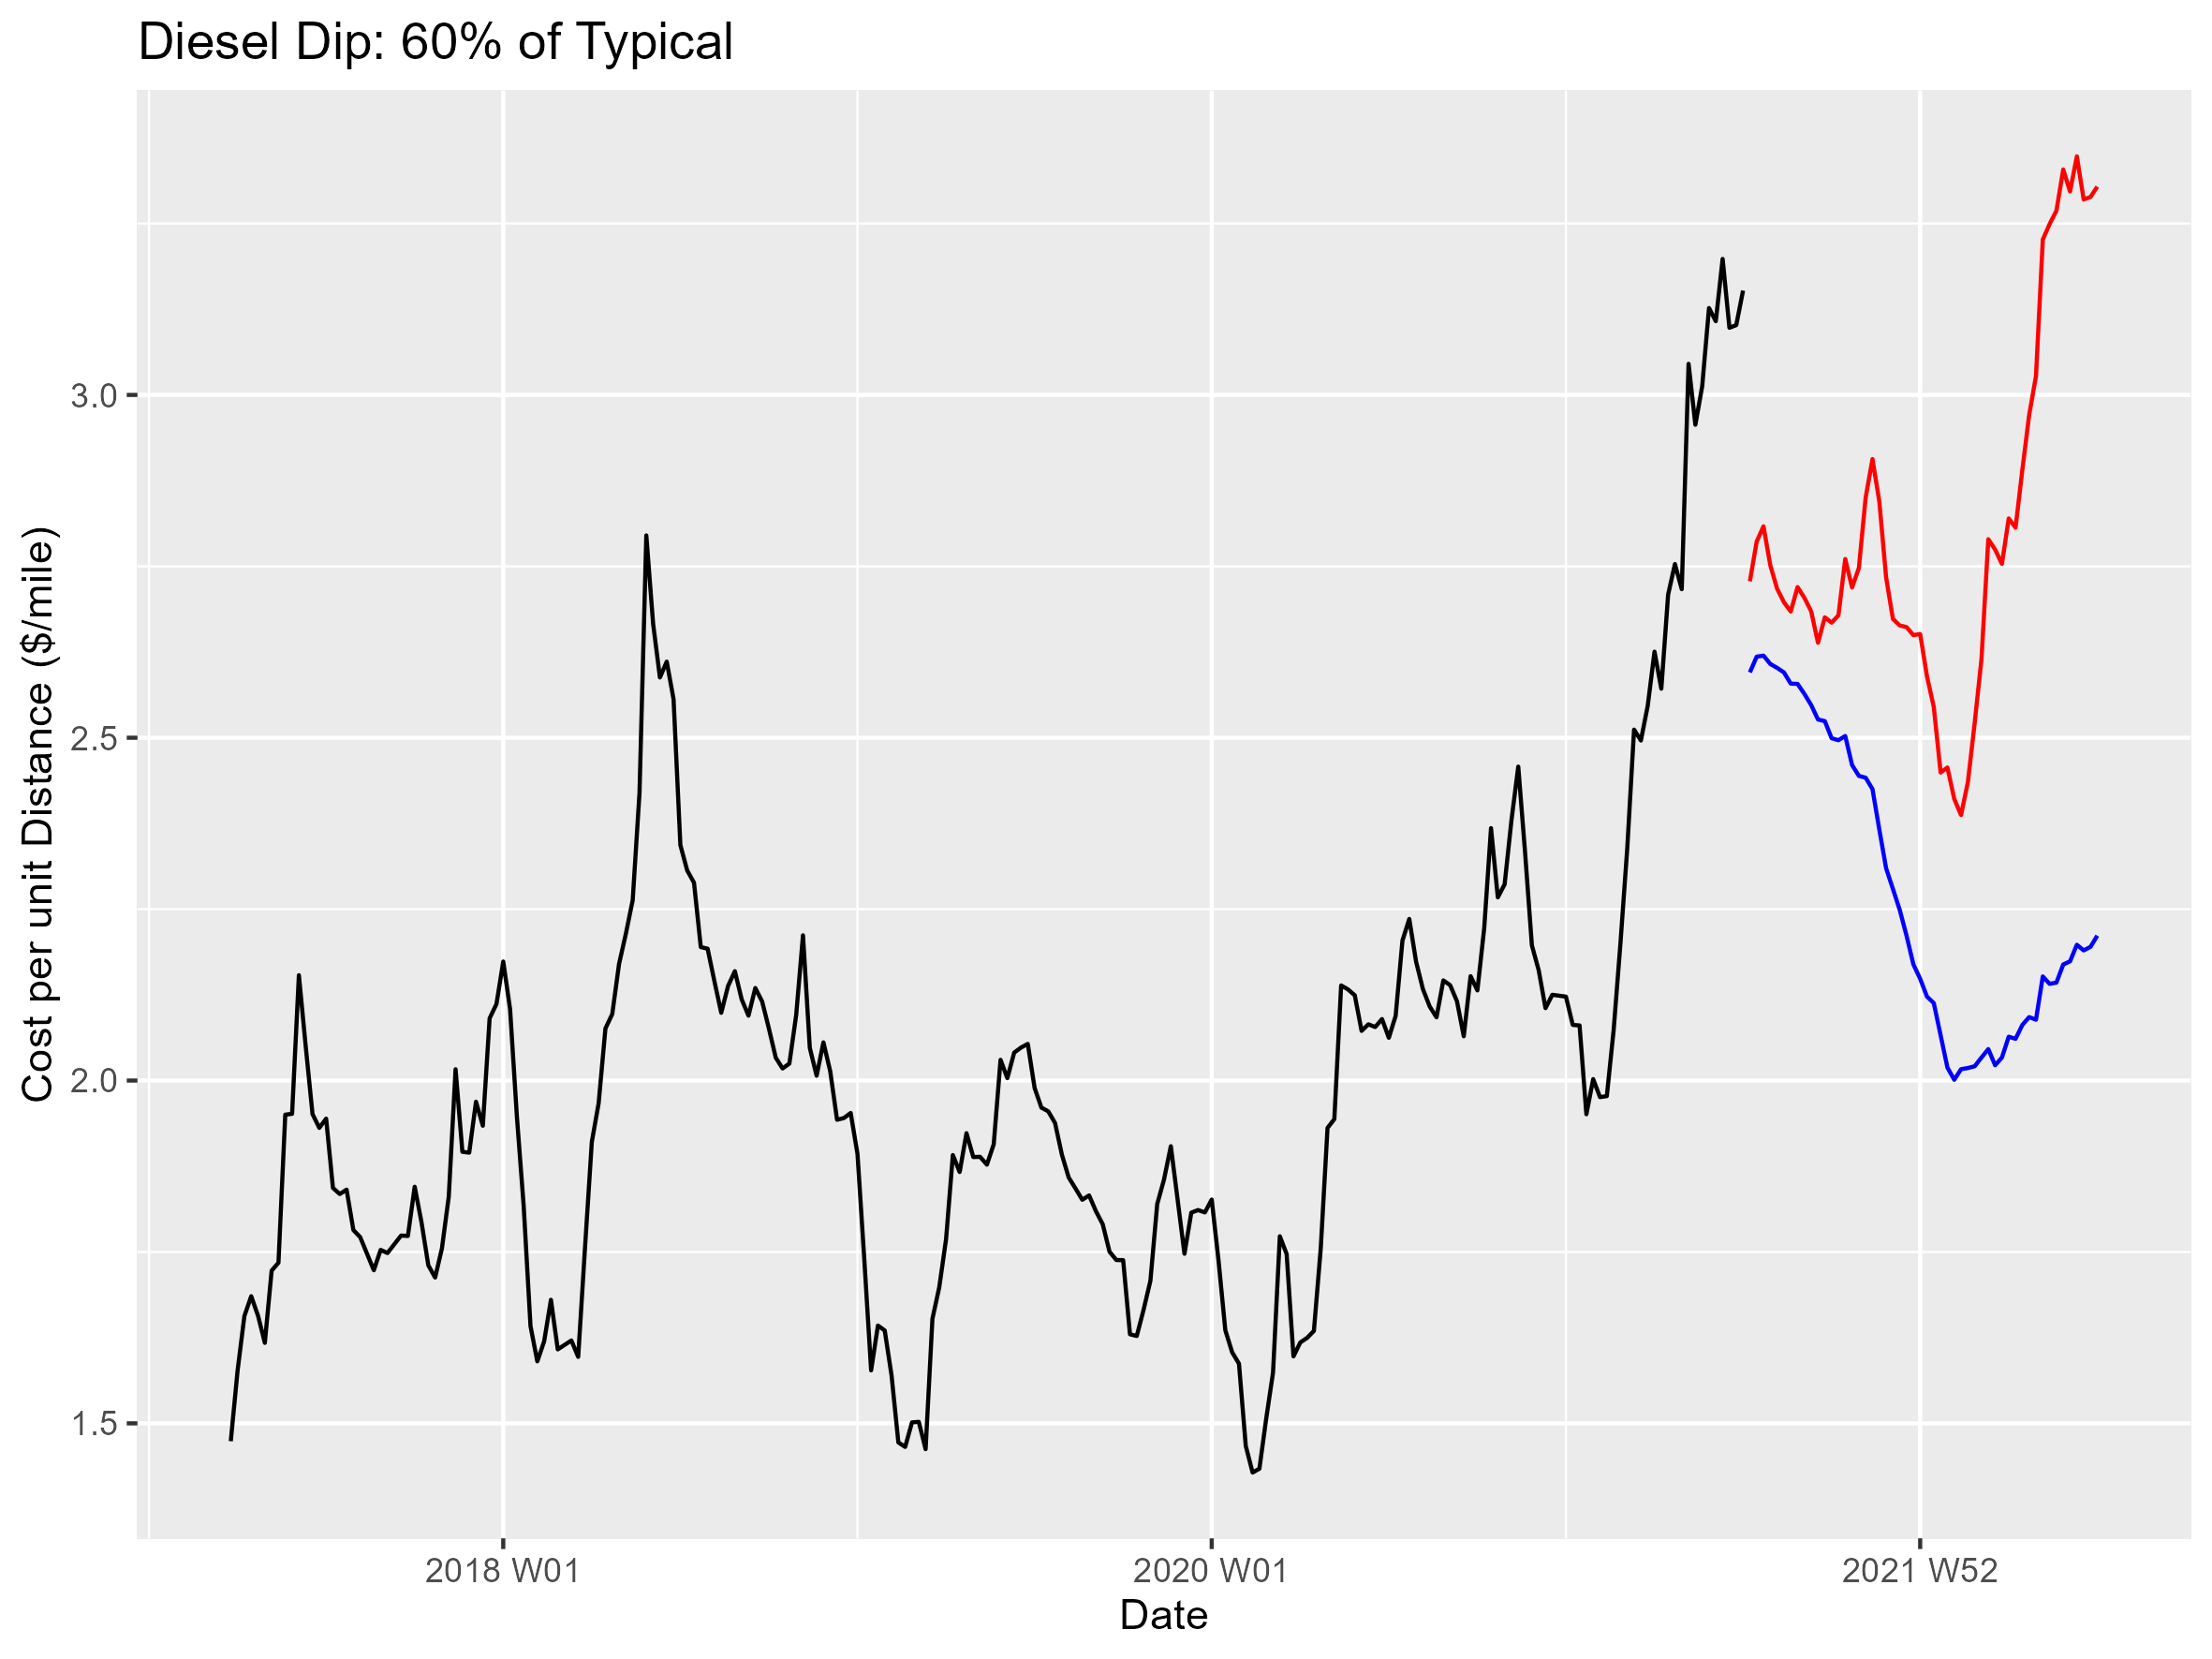 Diesel Dip: 60% of Typical
Cost per unit Distance ($/mile)
3.0
2.5
2.0
1.5
2018 W01
2020 W01
2021 W52
Date